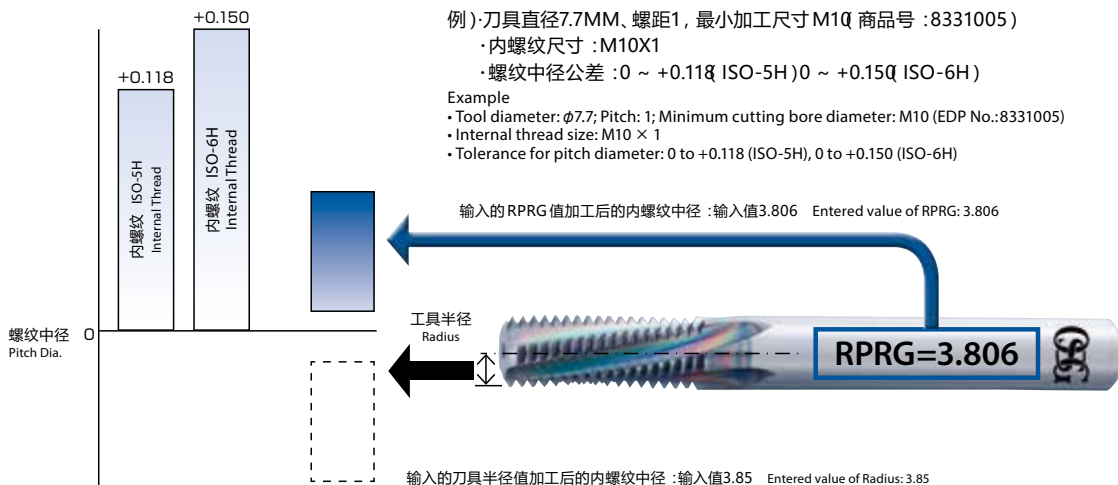 +0.150
+0.118
内螺纹 ISO-5H
Internal Thread
内螺纹 ISO-6H
Internal Thread
螺纹中径 0
Pitch Dia.
例)·刀具直径7.7MM、螺距1, 最小加工尺寸M10( 商品号 :8331005)
·内螺纹尺寸 :M10X1
·螺纹中径公差 :0 ~ +0.118( ISO-5H)0 ~ +0.150( ISO-6H)
Example
• Tool diameter: φ7.7; Pitch: 1; Minimum cutting bore diameter: M10 (EDP No.:8331005)
• Internal thread size: M10 × 1
• Tolerance for pitch diameter: 0 to +0.118 (ISO-5H), 0 to +0.150 (ISO-6H)
输入的RPRG值加工后的内螺纹中径 :输入值3.806 Entered value of RPRG: 3.806
工具半径
Radius
RPRG=3.806
OSG
输入的刀具半径值加工后的内螺纹中径 :输入值3.85 Entered value of Radius: 3.85